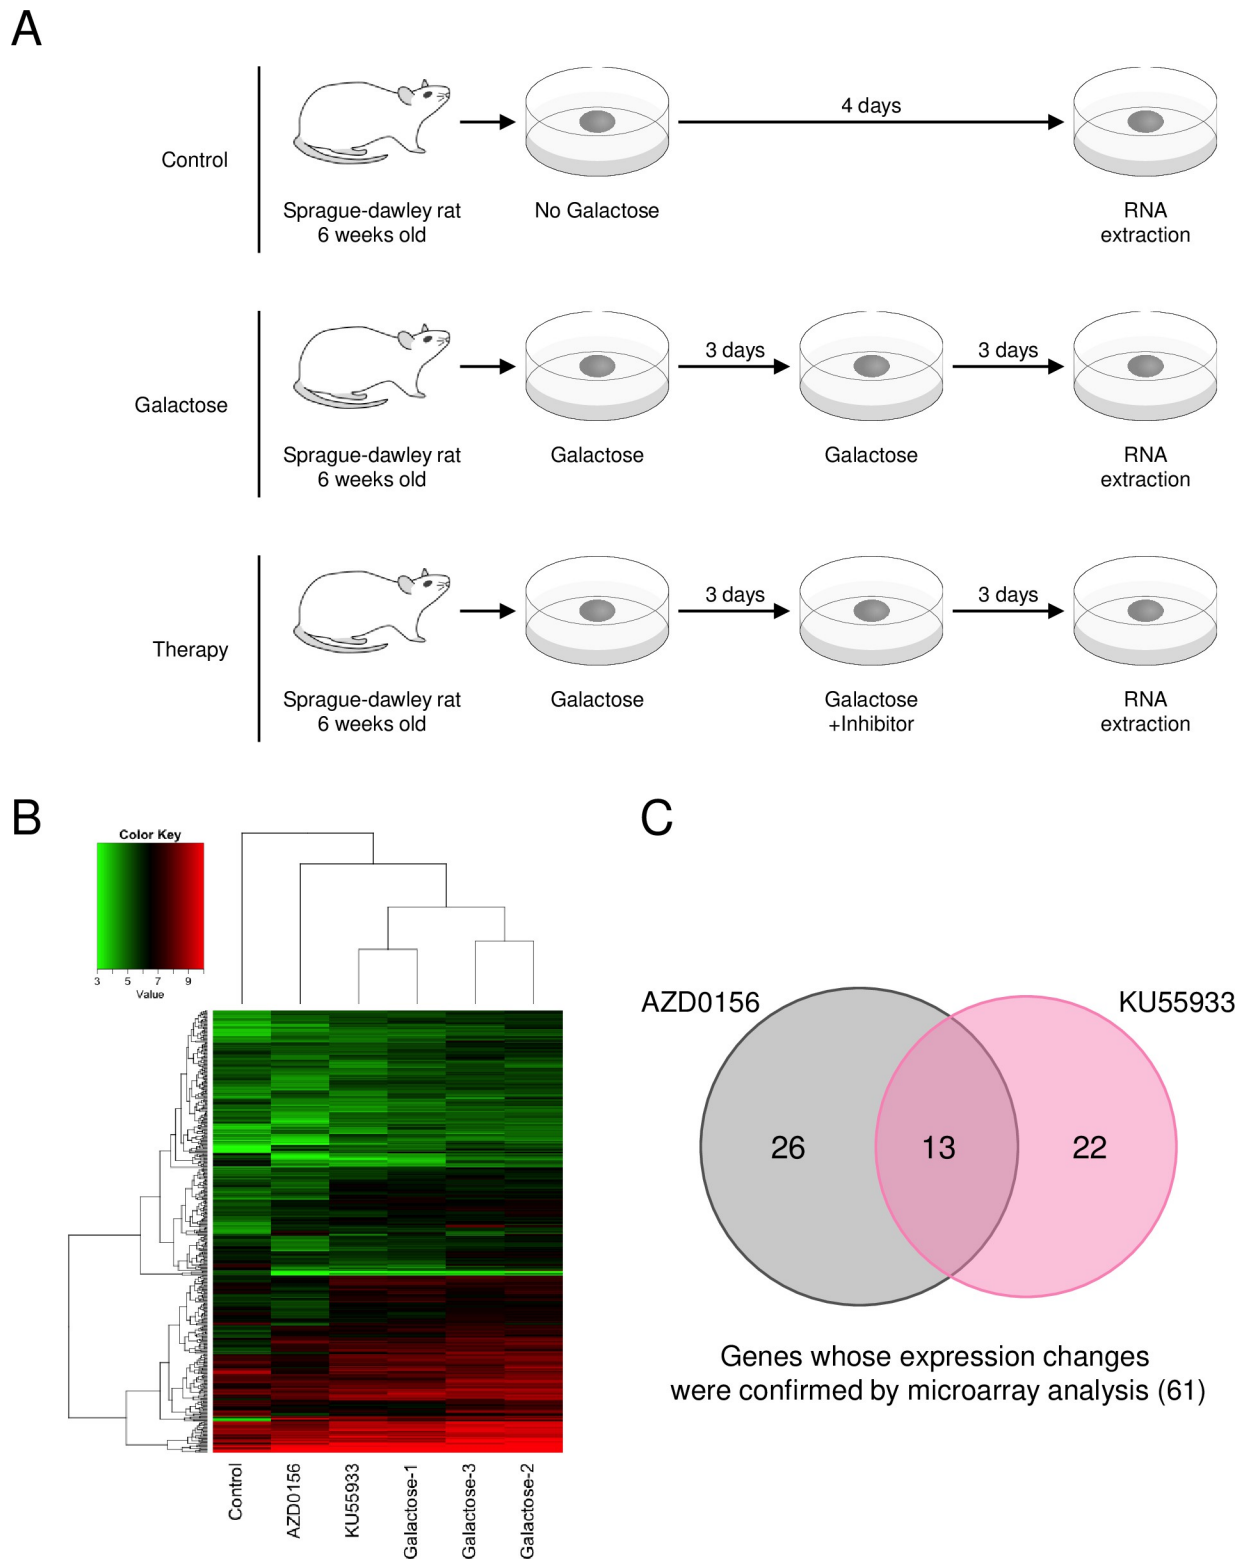 A
Control
Sprague-dawley rat
6 weeks old
No Galactose
4 days
RNA
extraction
Galactose
Sprague-dawley rat
6 weeks old
Galactose
3 days
Galactose
3 days
RNA
extraction
Therapy
Sprague-dawley rat
6 weeks old
Galactose
3 days
Galactose
+Inhibitor
3 days
RNA
extraction
B
Color Key
3 5 7 9
Value
Control
AZD0156
KU55933
Galactose-1
Galactose-3
Galactose-2
C
AZD0156
KU55933
26
13
22
Genes whose expression changes
were confirmed by microarray analysis (61)